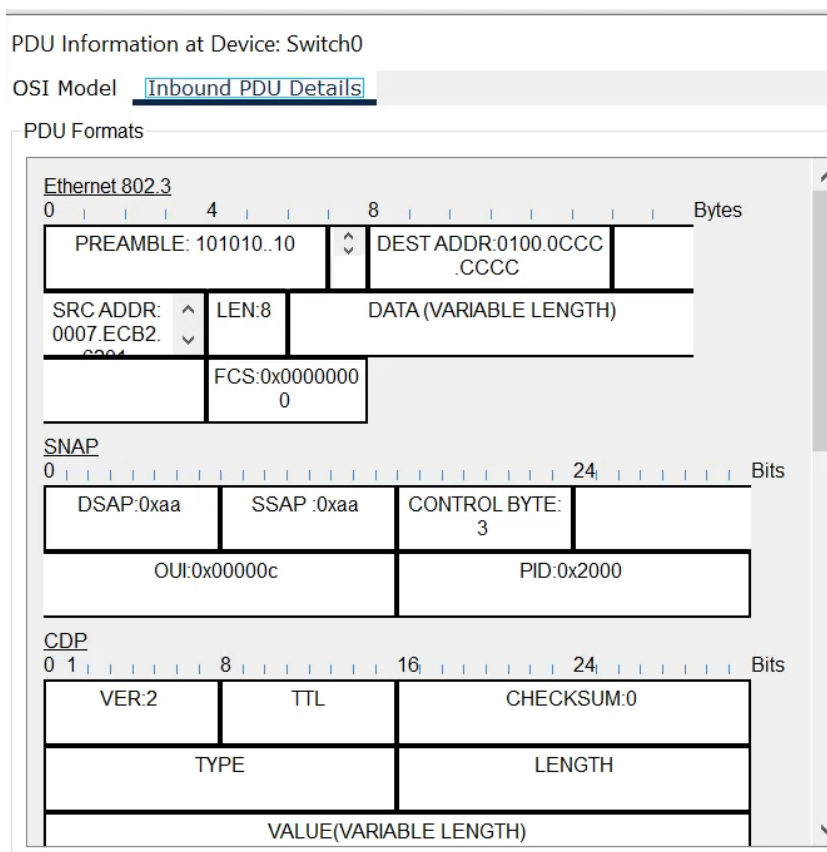 PDU Information at Device: Switch0
OSI Model Inbound PDU Details
PDU Formats
Ethernet 802.3
0 4 8 Bytes
PREAMBLE: 101010..10
DEST ADDR:0100.0CCC
.CCCC
SRC ADDR:
0007.ECB2.
LEN:8
DATA (VARIABLE LENGTH)
FCS:0x0000000
0
SNAP
0 24 Bits
DSAP:0xaa
SSAP :0xaa
CONTROL BYTE:
3
OUI:0x00000c
PID:0x2000
CDP
0 1 8 16 24 Bits
VER:2
TTL
CHECKSUM:0
TYPE
LENGTH
VALUE(VARIABLE LENGTH)